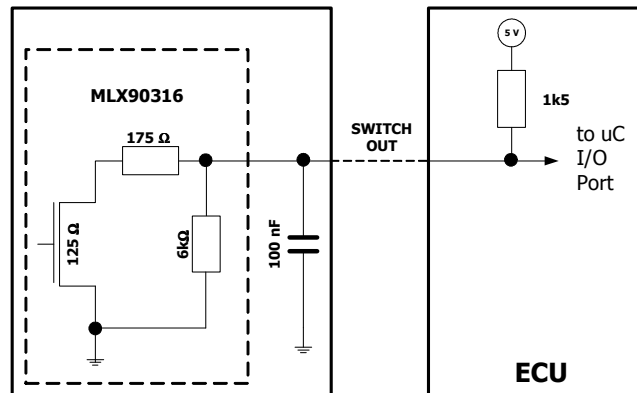 5 V
MLX90316
1k5
175 Ω
SWITCH
OUT
to uC
I/O
Port
125 Ω
6kΩ
100 nF
ECU